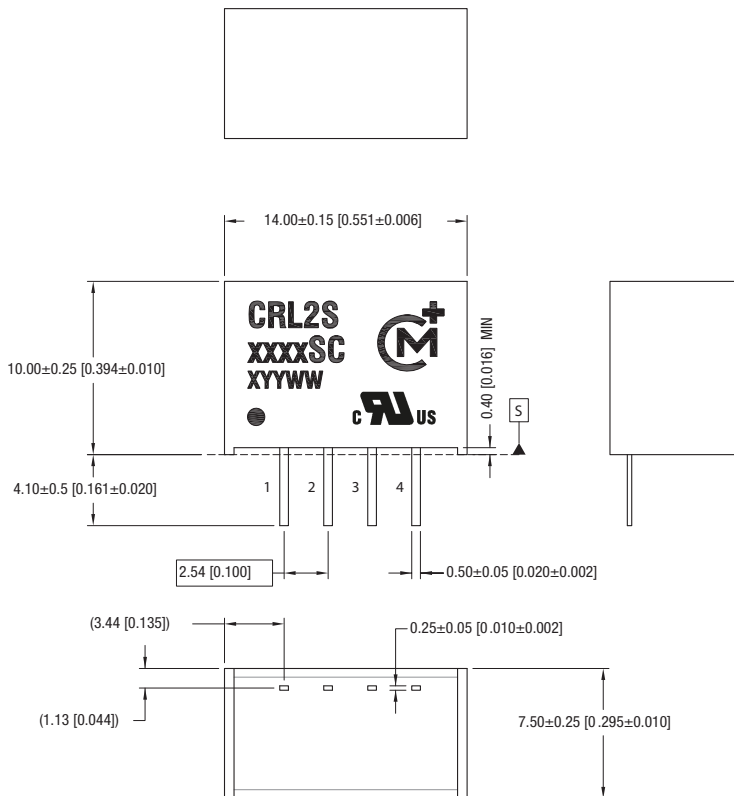 14.00±0.15 [0.551±0.006]
CRL2S
XXXXSC
XYYWW
CM+
C RU US
10.00±0.25 [0.394±0.010]
0.40 [0.016] MIN
S
4.10±0.5 [0.161±0.020]
1 2 3 4
2.54 [0.100]
0.50±0.05 [0.020±0.002]
(3.44 [0.135])
0.25±0.05 [0.010±0.002]
(1.13 [0.044])
7.50±0.25 [0.295±0.010]